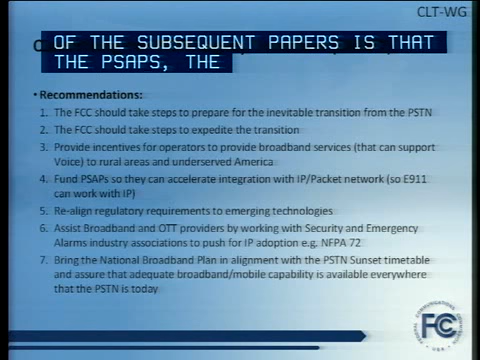 CLT-WG
OF THE SUBSEQUENT PAPERS IS THAT
THE PSAPS, THE
• Recommendations:
1. The FCC should take steps to prepare for the inevitable transition from the PSTN
2. The FCC should take steps to expedite the transition
3. Provide incentives for operators to provide broadband services (that can support
Voice) to rural areas and underserved America
4. Fund PSAPs so they can accelerate integration with IP/Packet network (so E911
can work with IP)
5. Re-align regulatory requirements to emerging technologies
6. Assist Broadband and OTT providers by working with Security and Emergency
Alarms industry associations to push for IP adoption e.g. NFPA 72
7. Bring the National Broadband Plan in alignment with the PSTN Sunset timetable
and assure that adequate broadband/mobile capability is available everywhere
that the PSTN is today
FEDERAL COMMUNICATIONS COMMISSION
FCC
USA